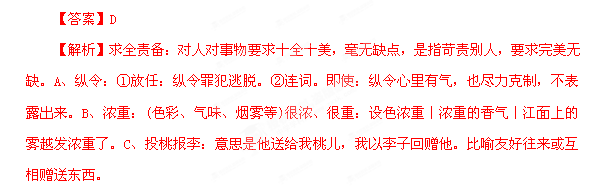 【答案】D
【解析】求全责备：对人对事物要求十全十美，毫无缺点，是指苛责别人，要求完美无
缺。A、纵令：①放任：纵令罪犯逃脱。②连词。即使：纵令心里有气，也尽力克制，不表
露出来。B、浓重：(色彩、气味、烟雾等)很浓、很重：设色浓重|浓重的香气|江面上的
雾越发浓重了。C、投桃报李：意思是他送给我桃儿，我以李子回赠他。比喻友好往来或互
相赠送东西。